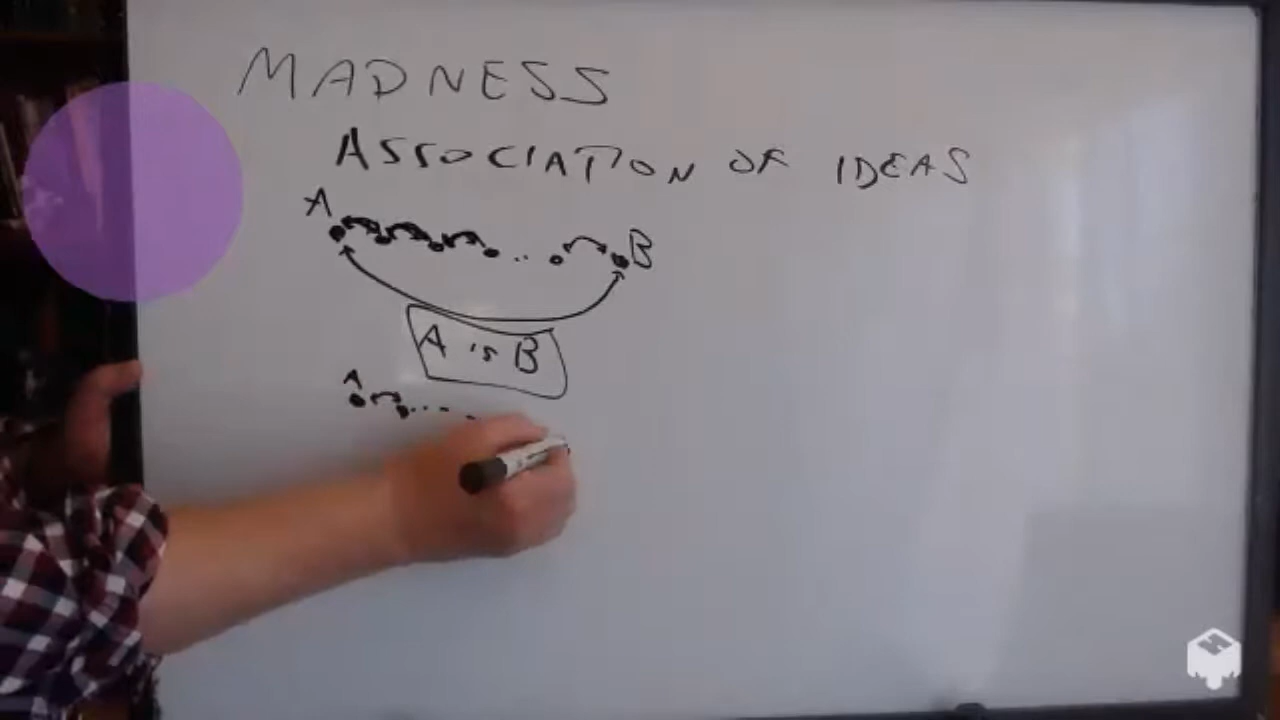 MADNESS
ASSOCIATION OF IDEAS
A B
A is B
A